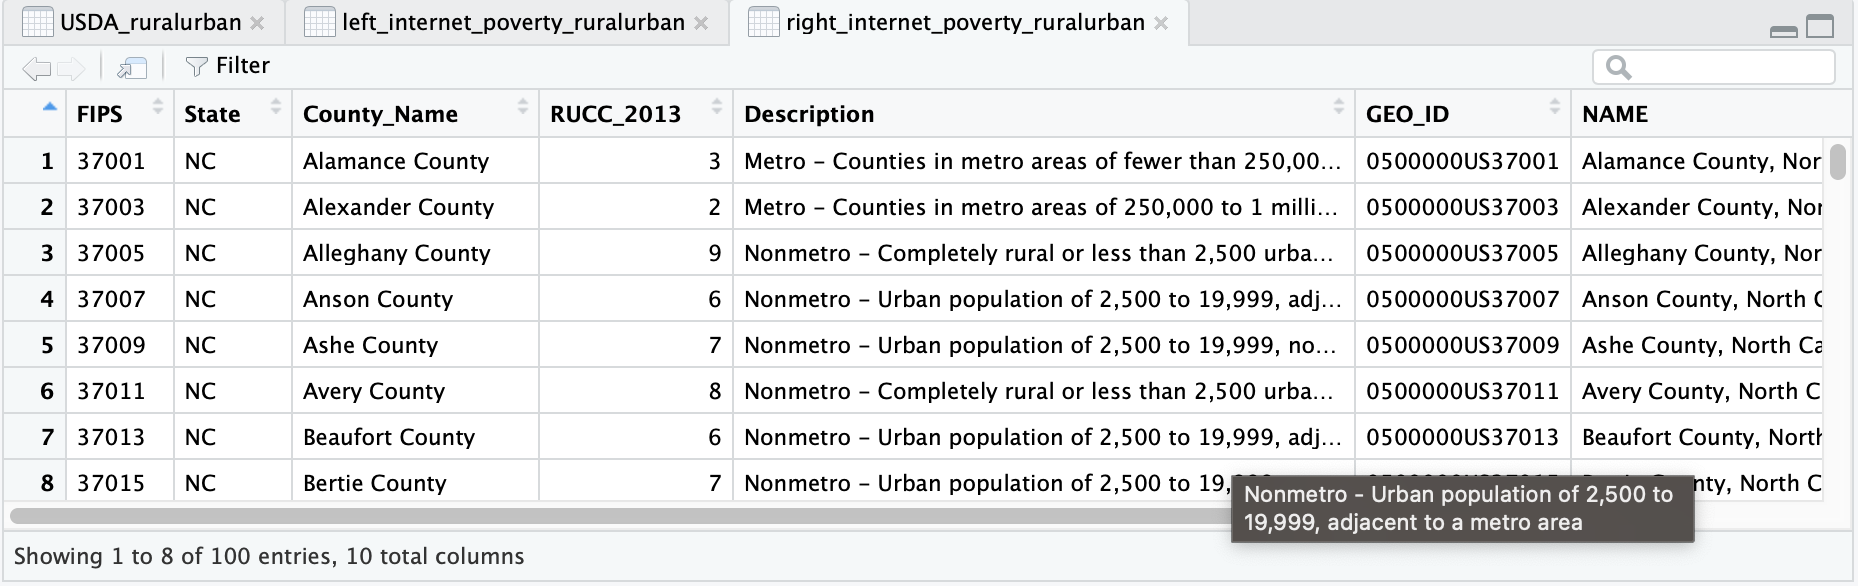 USDA_ruralurban left_internet_poverty_ruralurban right_internet_poverty_ruralurban
Filter
FIPS State County_Name RUCC_2013 Description GEO_ID NAME
1 37001 NC Alamance County 3 Metro – Counties in metro areas of fewer than 250,00... 0500000US37001 Alamance County, Nor
2 37003 NC Alexander County 2 Metro – Counties in metro areas of 250,000 to 1 milli... 0500000US37003 Alexander County, Nor
3 37005 NC Alleghany County 9 Nonmetro – Completely rural or less than 2,500 urba... 0500000US37005 Alleghany County, Nor
4 37007 NC Anson County 6 Nonmetro – Urban population of 2,500 to 19,999, adj... 0500000US37007 Anson County, North C
5 37009 NC Ashe County 7 Nonmetro – Urban population of 2,500 to 19,999, no... 0500000US37009 Ashe County, North Ca
6 37011 NC Avery County 8 Nonmetro – Completely rural or less than 2,500 urba... 0500000US37011 Avery County, North C
7 37013 NC Beaufort County 6 Nonmetro – Urban population of 2,500 to 19,999, adj... 0500000US37013 Beaufort County, North
8 37015 NC Bertie County 7 Nonmetro – Urban population of 2,500 to 19, nty, North C
Nonmetro - Urban population of 2,500 to
19,999, adjacent to a metro area
Showing 1 to 8 of 100 entries, 10 total columns